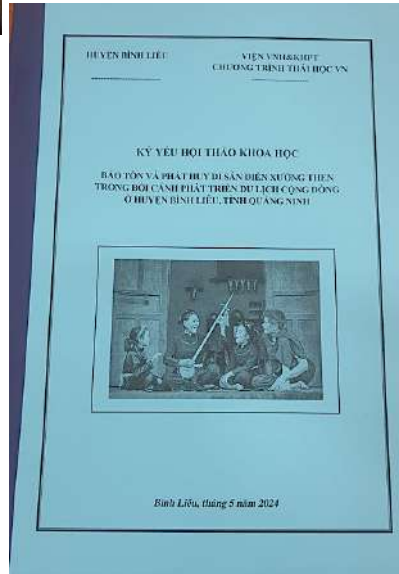 HUYỆN BÌNH LIÊU
VIỆN VNH&KHPT
CHƯƠNG TRÌNH THÁI HỌC VN
KỶ YẾU HỘI THẢO KHOA HỌC
BẢO TỒN VÀ PHÁT HUY DI SẢN DIỄN XƯỚNG THEN
TRONG BỐI CẢNH PHÁT TRIỂN DU LỊCH CỘNG ĐỒNG
Ở HUYỆN BÌNH LIÊU, TỈNH QUẢNG NINH
Bình Liêu, tháng 5 năm 2024